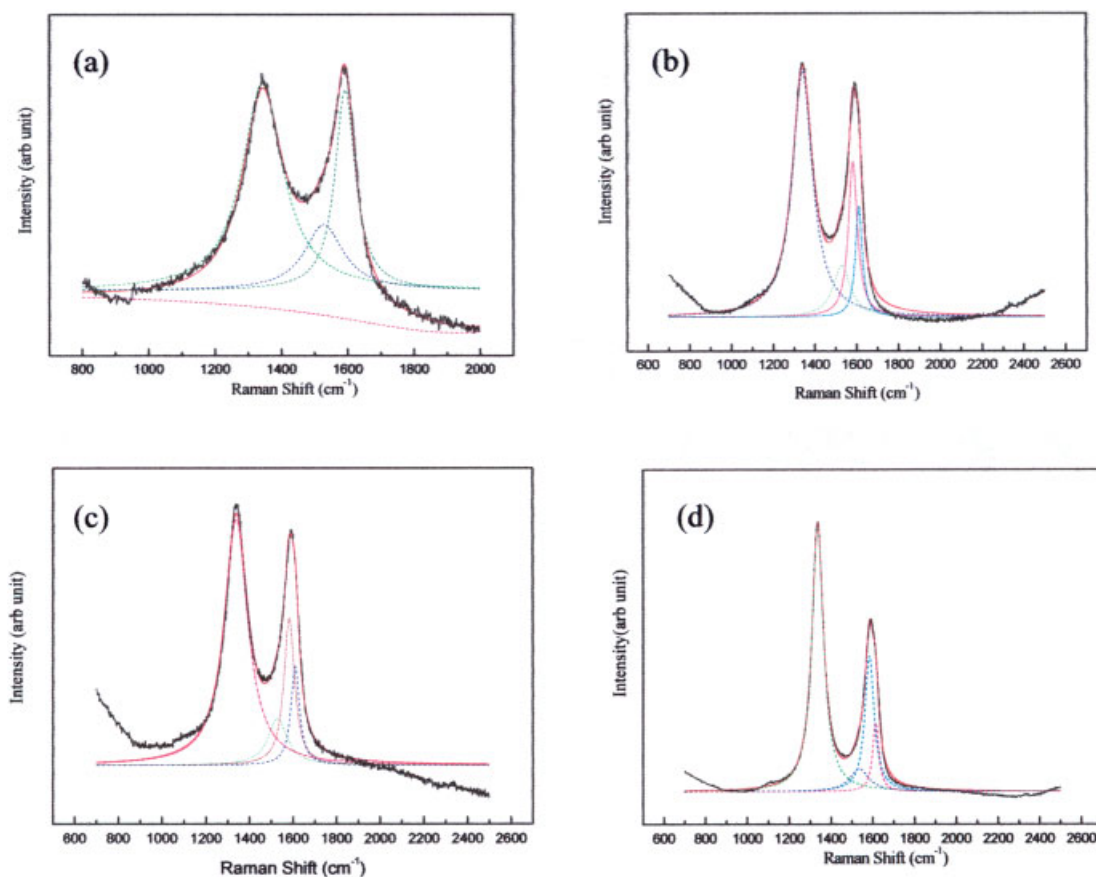 (a)
Intensity (arb unit)
800 1000 1200 1400 1600 1800 2000
Raman Shift (cm⁻¹)
(b)
Intensity (arb unit)
600 800 1000 1200 1400 1600 1800 2000 2200 2400 2600
Raman Shift (cm⁻¹)
(c)
Intensity (arb unit)
600 800 1000 1200 1400 1600 1800 2000 2200 2400 2600
Raman Shift (cm⁻¹)
(d)
Intensity(arb unit)
600 800 1000 1200 1400 1600 1800 2000 2200 2400 2600
Raman Shift (cm⁻¹)